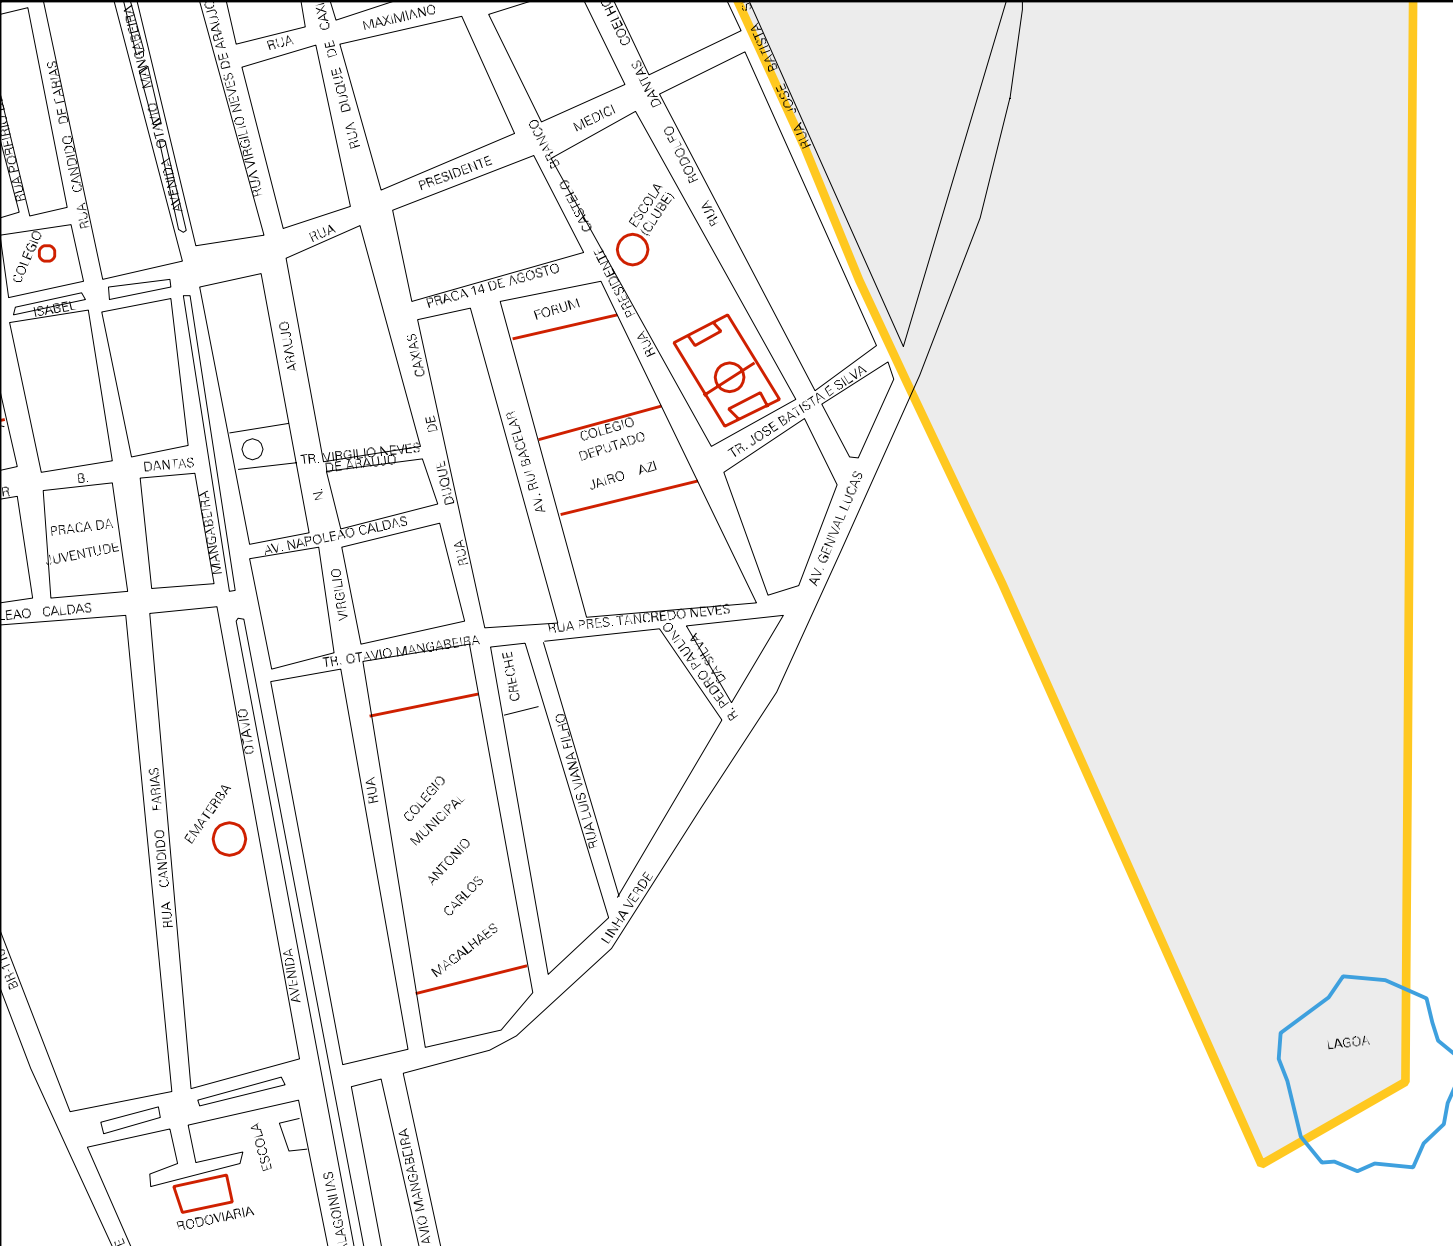 MAXIMIANO
RUA
RUA DUQUE DE
RUA VIRGILIO NEVES DE ARAUJO
MANGABEIRA
AVENIDA OTAVIO
RUA CANDIDO DE FARIAS
COELHO
DANTAS
RODOLFO
RUA
RUA JOSE BATISTA
MEDICI
PRESIDENTE
RUA
BRANCO
CASTELO
PRESIDENTE
RUA
ESCOLA
(CLUBE)
COLEGIO
ISABEL
PRACA 14 DE AGOSTO
FORUM
ARAUJO
CAXIAS
DE
DUQUE
RUA
AV. RUI BACELAR
COLEGIO
DEPUTADO
JAIRO AZI
TR. JOSE BATISTA E SILVA
TR. VIRGILIO NEVES
DE ARAUJO
N.
DANTAS
B.
R
MANGABEIRA
PRACA DA
JUVENTUDE
AV. NAPOLEAO CALDAS
AV. GENIVAL LUCAS
VIRGILIO
LEAO CALDAS
RUA PRES. TANCREDO NEVES
TR. OTAVIO MANGABEIRA
R. PEDRO PAULINO
DA SILVA
CRECHE
OTAVIO
RUA LUIS VIANA FILHO
RUA
RUA CANDIDO FARIAS
EMATERBA
COLEGIO
MUNICIPAL
ANTONIO
CARLOS
MAGALHAES
LINHA VERDE
AVENIDA
LAGOA
ESCOLA
RODOVIARIA
LAGOINHAS
AVIO MANGABEIRA